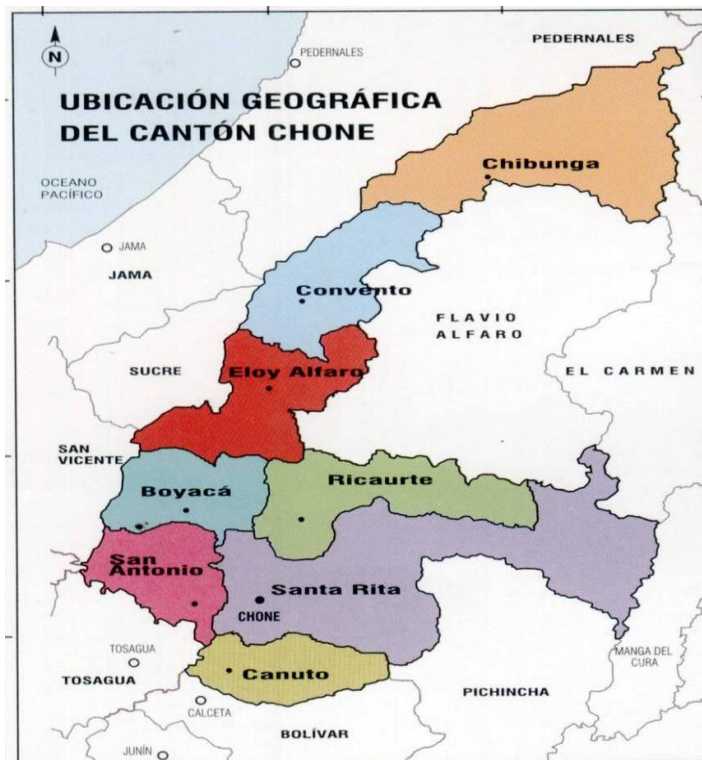 N
PEDERNALES
PEDERNALES
UBICACIÓN GEOGRÁFICA
DEL CANTÓN CHONE
Chibunga
OCEANO
PACÍFICO
JAMA
JAMA
Convento
FLAVIO
ALFARO
SUCRE
Eloy Alfaro
EL CARMEN
SAN
VICENTE
Boyacá
Ricaurte
San
Antonio
Santa Rita
CHONE
TOSAGUA
TOSAGUA
Canuto
MANGA DEL
CURA
PICHINCHA
CALCETA
BOLÍVAR
JUNÍN